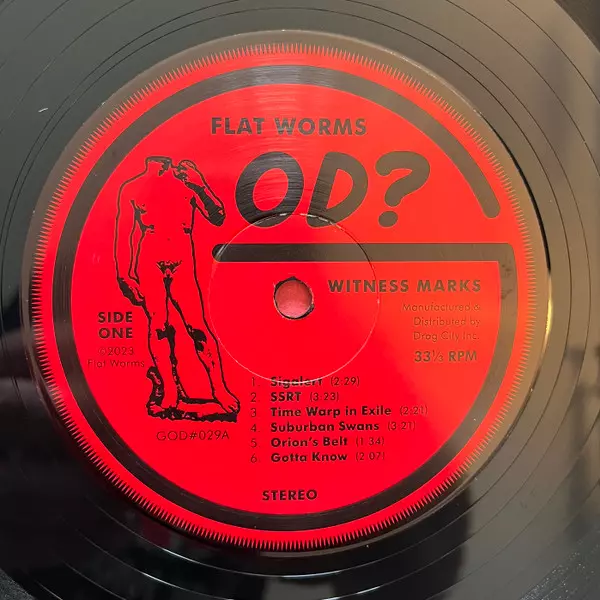 FLAT WORMS
OD?
WITNESS MARKS
Manufactured &
Distributed by
Drag City Inc.
33⅓ RPM
SIDE
ONE
©2023
Flat Worms
GOD#029A
1. Sigalert (2:29)
2. SSRT (3:23)
3. Time Warp in Exile (2:21)
4. Suburban Swans (3:21)
5. Orion's Belt (1:34)
6. Gotta Know (2:07)
STEREO